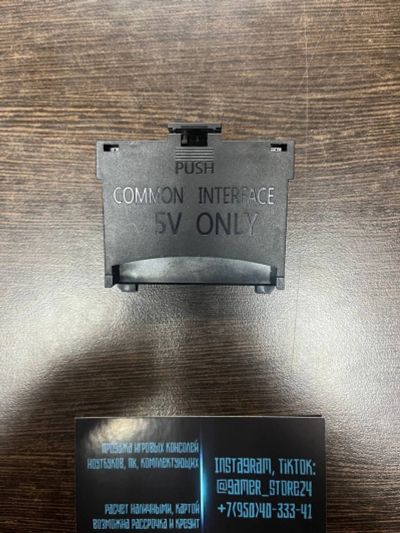 PUSH
COMMON INTERFACE
5V ONLY
ПРОДАЖА ИГРОВЫХ КОНСОЛЕЙ
НОУТБУКОВ, ПК, КОМПЛЕКТУЮЩИХ
РАСЧЕТ НАЛИЧНЫМИ, КАРТОЙ
ВОЗМОЖНА РАССРОЧКА И КРЕДИТ
INSTAGRAM, TIKTOK:
@GAMER_STORE24
+7(950)40-333-41